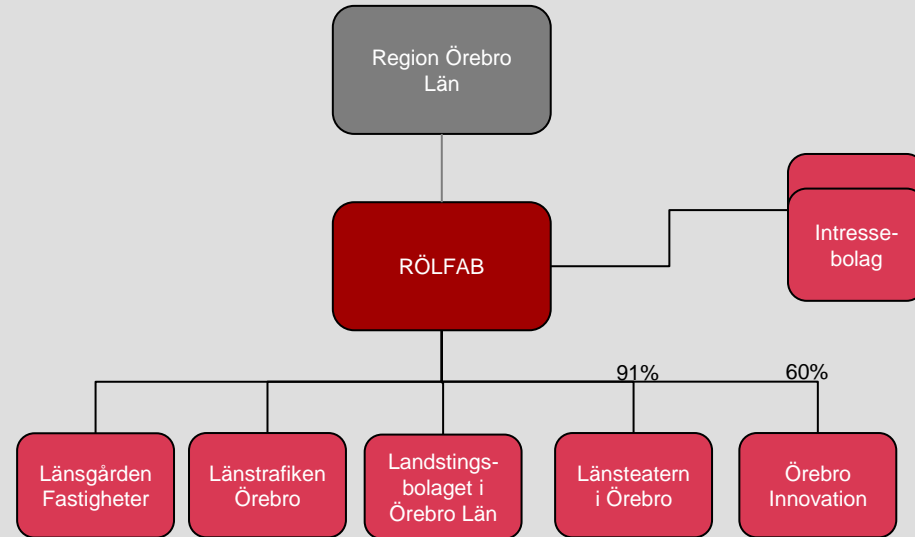 Region Örebro
Län
RÖLFAB
Intresse-
bolag
91%
60%
Länsgården
Fastigheter
Länstrafiken
Örebro
Landstings-
bolaget i
Örebro Län
Länsteatern
i Örebro
Örebro
Innovation